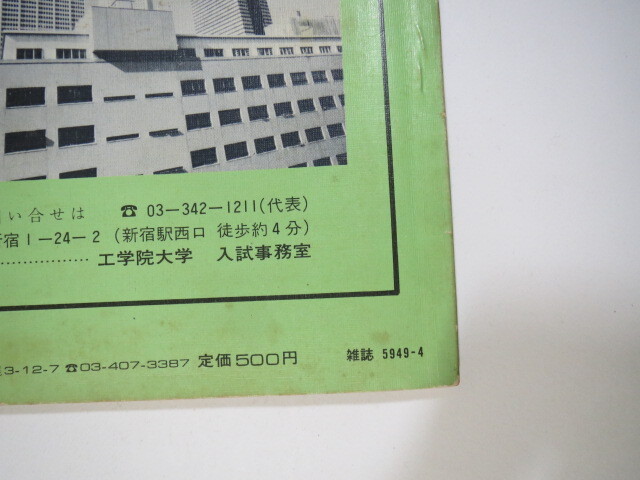 い合せは ☎ 03－342－1211(代表)
宿1－24－2 (新宿駅西口 徒歩約4分)
……………… 工学院大学 入試事務室
3-12-7 ☎03-407-3387 定価500円 雑誌 5949-4